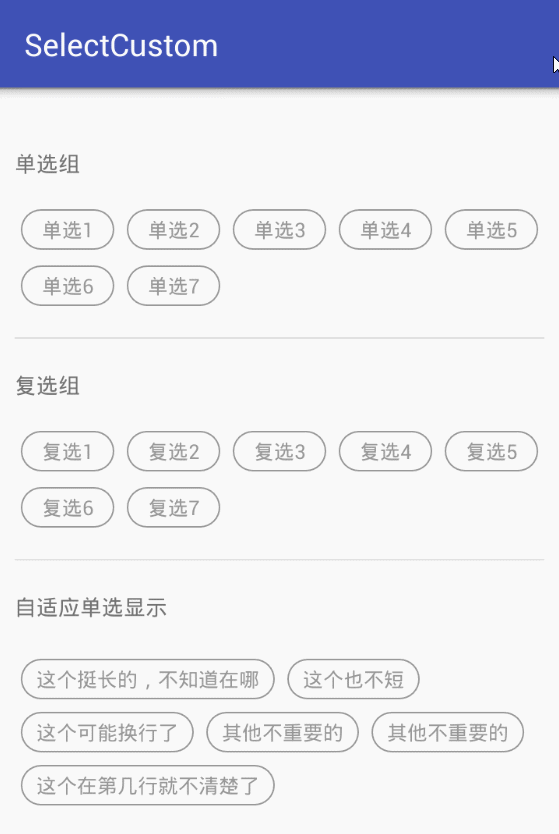 SelectCustom
单选组
单选1 单选2 单选3 单选4 单选5
单选6 单选7
复选组
复选1 复选2 复选3 复选4 复选5
复选6 复选7
自适应单选显示
这个挺长的，不知道在哪 这个也不短
这个可能换行了 其他不重要的 其他不重要的
这个在第几行就不清楚了